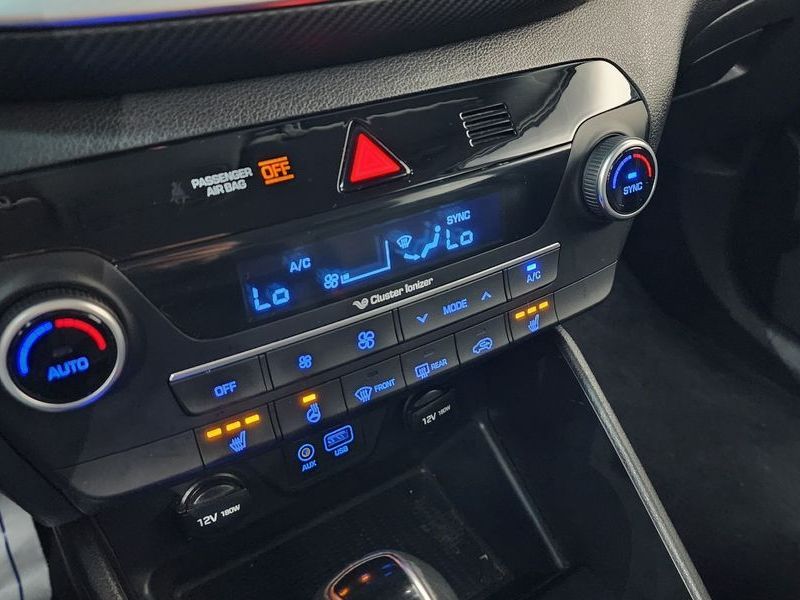 PASSENGER
AIR BAG
OFF
SYNC
A/C
SYNC
Lo
Lo
Cluster Ionizer
AUTO
OFF
MODE
A/C
FRONT
REAR
AUX
USB
12V 180W
12V 180W